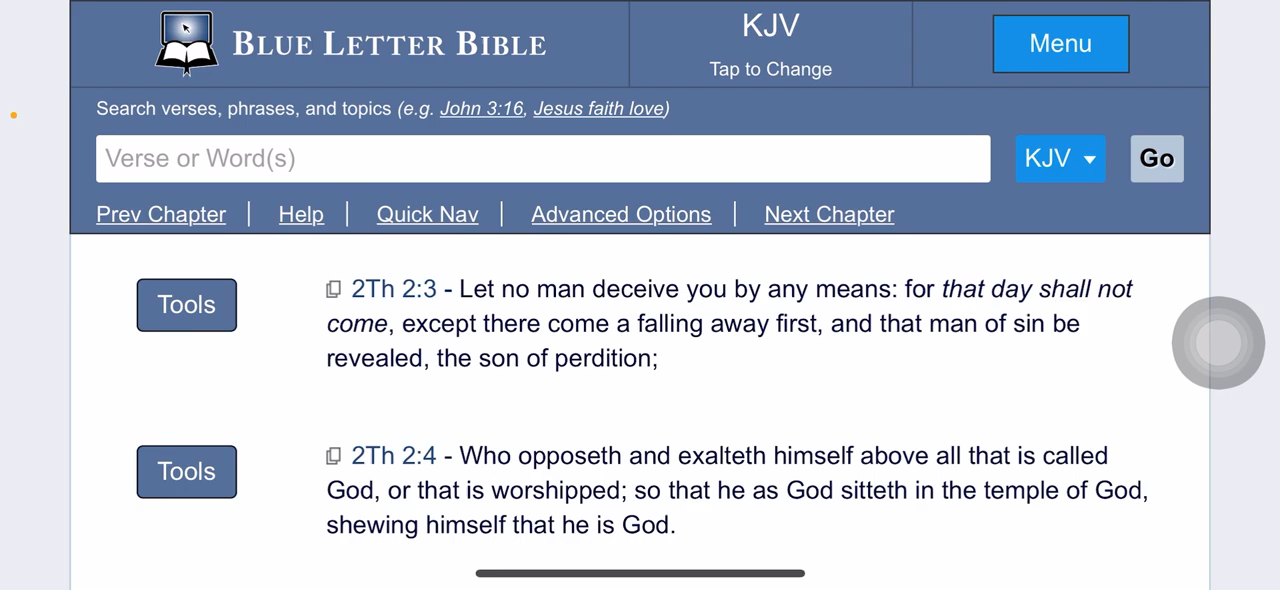 BLUE LETTER BIBLE
KJV
Tap to Change
Menu
Search verses, phrases, and topics (e.g. John 3:16, Jesus faith love)
Verse or Word(s)
KJV
Go
Prev Chapter | Help | Quick Nav | Advanced Options | Next Chapter
Tools
2Th 2:3 - Let no man deceive you by any means: for that day shall not
come, except there come a falling away first, and that man of sin be
revealed, the son of perdition;
Tools
2Th 2:4 - Who opposeth and exalteth himself above all that is called
God, or that is worshipped; so that he as God sitteth in the temple of God,
shewing himself that he is God.